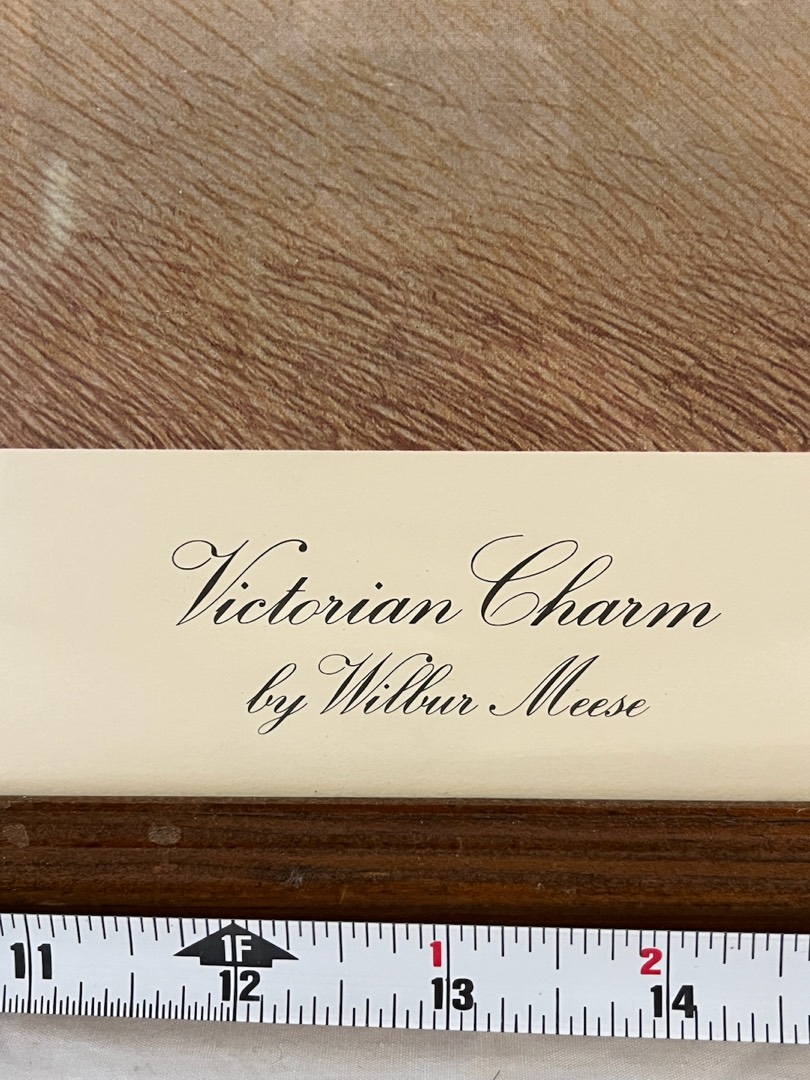 Victorian Charm
by Wilbur Meese
1F 1 2
11 12 13 14